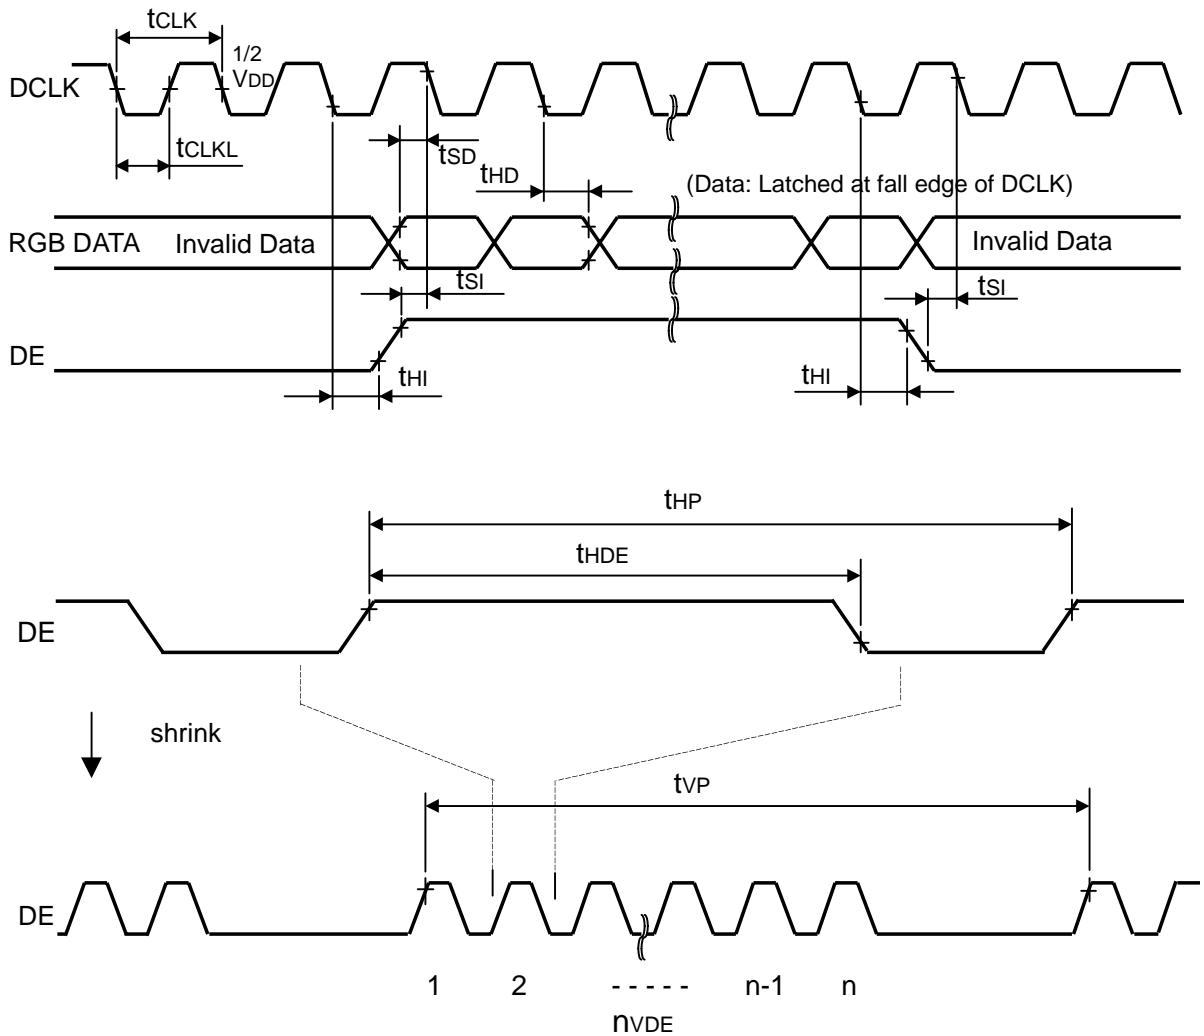 tCLK
1/2
VDD
DCLK
tCLKL
tSD
tHD
(Data: Latched at fall edge of DCLK)
RGB DATA
Invalid Data
Invalid Data
tSI
tSI
DE
tHI
tHI
tHP
tHDE
DE
shrink
tVP
DE
1 2 - - - - - n-1 n
nVDE